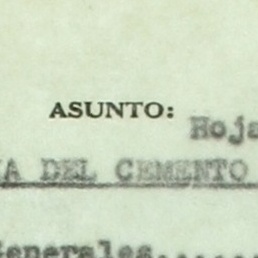 ASUNTO: Hoja
A DEL CEMENTO
Generales......